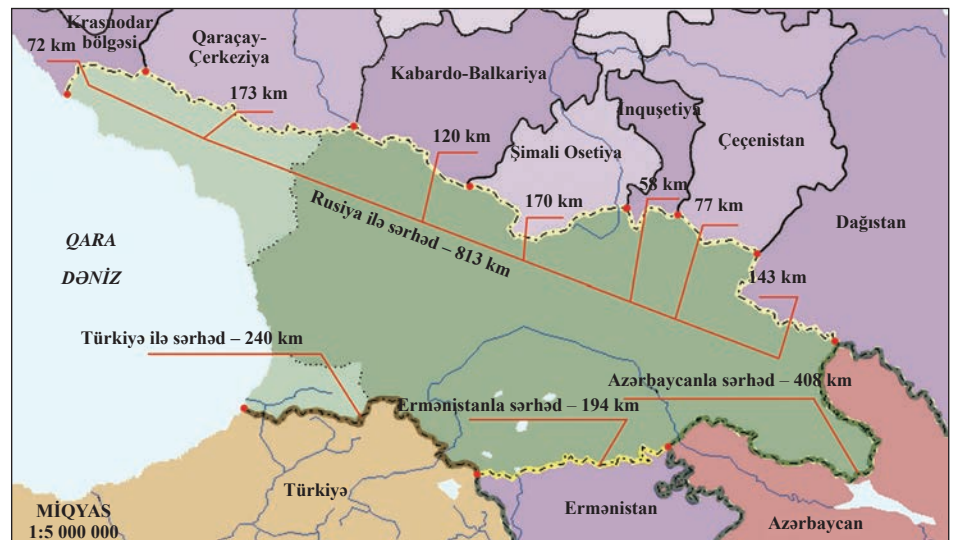 Krasnodar
bölgəsi
72 km
Qaraçay-
Çerkeziya
173 km
Kabardo-Balkariya
120 km
Şimali Osetiya
170 km
İnquşetiya
58 km
Çeçenistan
77 km
Dağıstan
143 km
Rusiya ilə sərhəd – 813 km
QARA
DƏNİZ
Türkiyə ilə sərhəd – 240 km
Azərbaycanla sərhəd – 408 km
Ermənistanla sərhəd – 194 km
Türkiyə
Ermənistan
Azərbaycan
MİQYAS
1:5 000 000